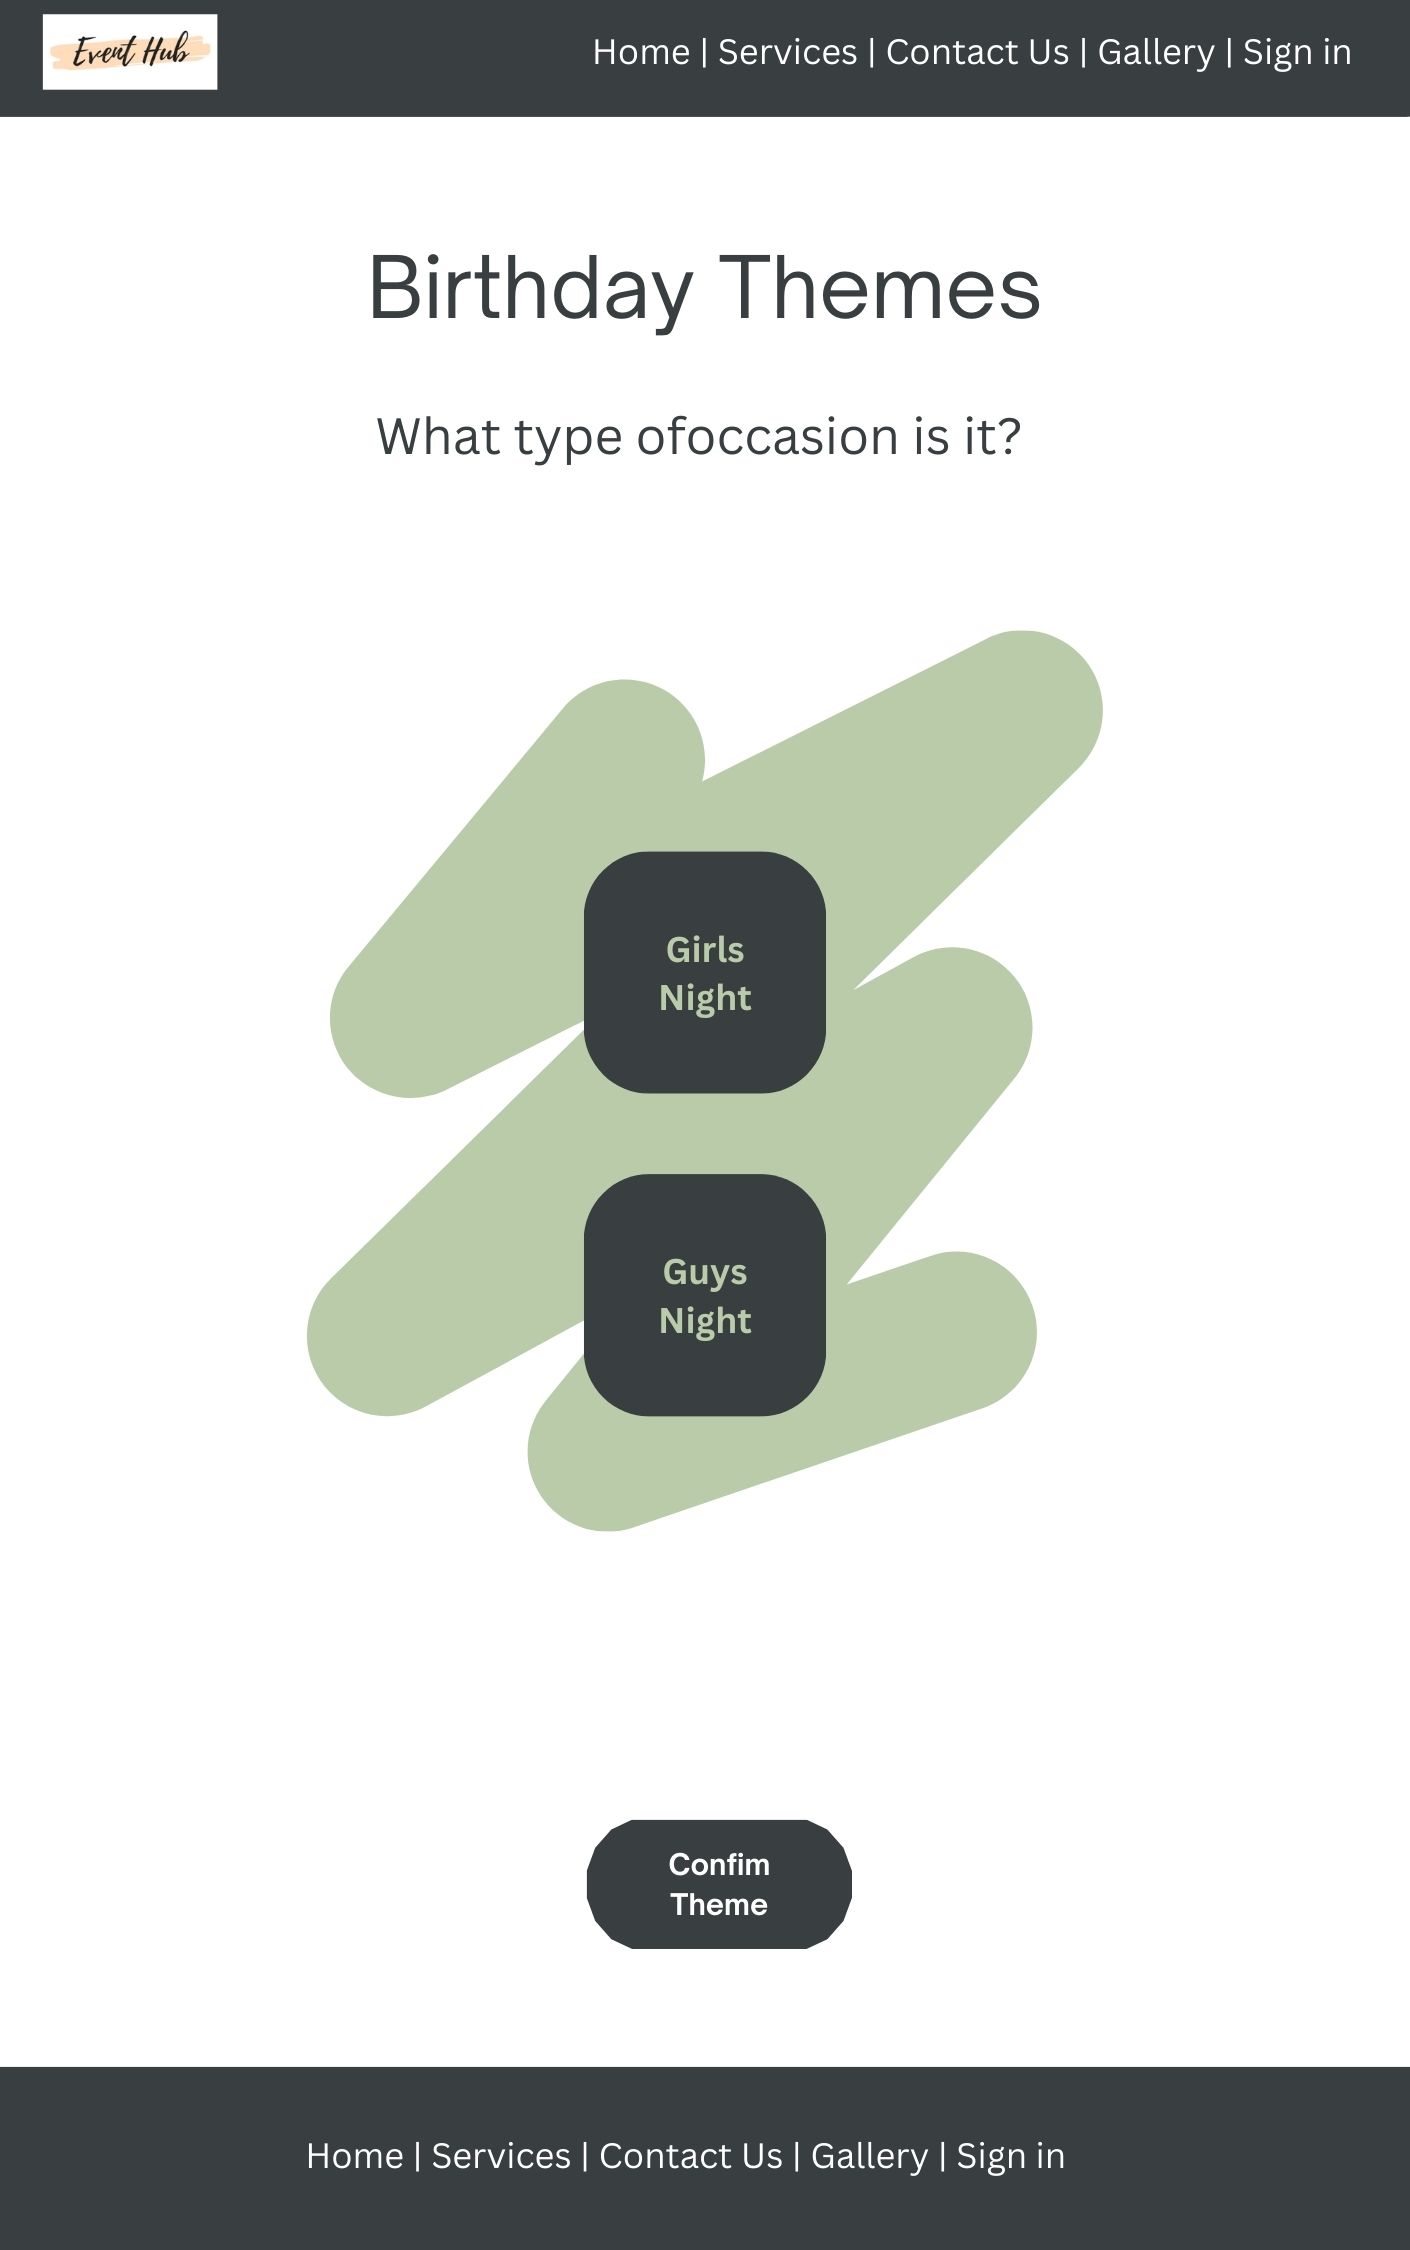 Event Hub
Home | Services | Contact Us | Gallery | Sign in
Birthday Themes
What type ofoccasion is it?
Girls
Night
Guys
Night
Confim
Theme
Home | Services | Contact Us | Gallery | Sign in